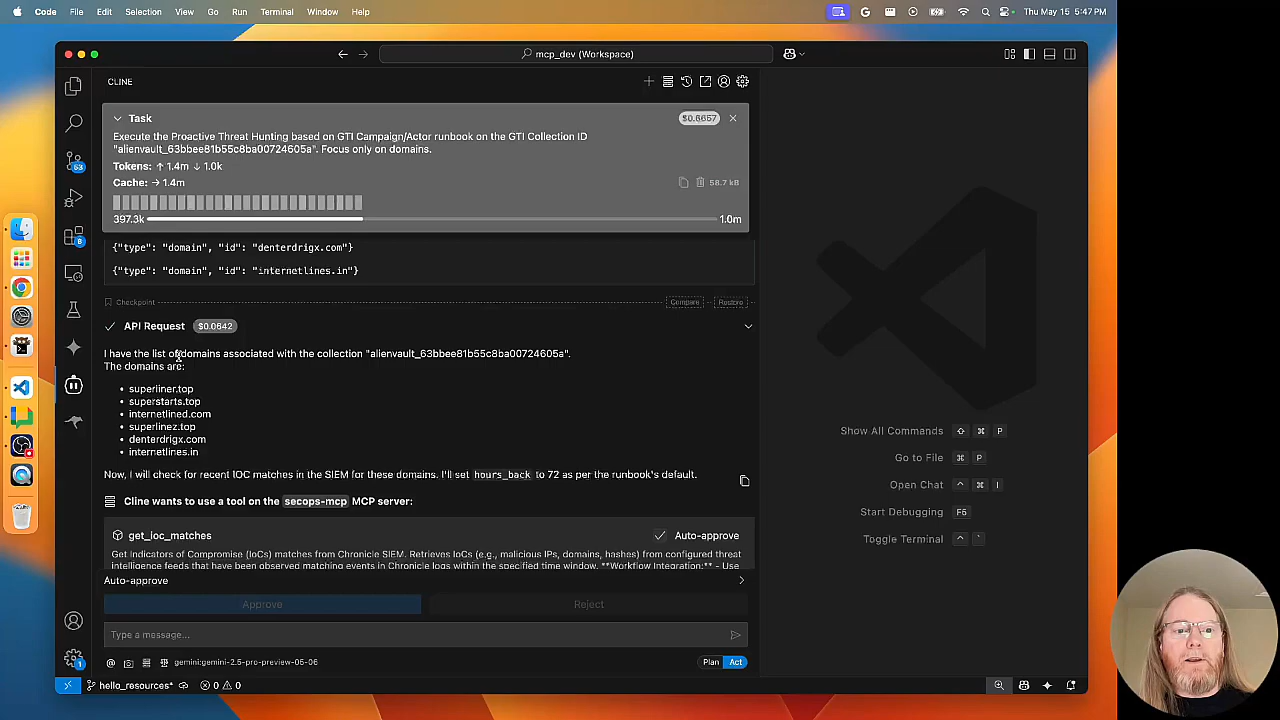 Code File Edit Selection View Go Run Terminal Window Help Thu May 15 5:47 PM
mcp_dev (Workspace)
CLINE
Task $0.6657
Execute the Proactive Threat Hunting based on GTI Campaign/Actor runbook on the GTI Collection ID
"alienvault_63bbee81b55c8ba00724605a". Focus only on domains.
Tokens: ↑ 1.4m ↓ 1.0k
Cache: → 1.4m 58.7 kB
397.3k 1.0m
{"type": "domain", "id": "denterdrigx.com"}
{"type": "domain", "id": "internetlines.in"}
Checkpoint Compare Restore
API Request $0.0642
I have the list of domains associated with the collection "alienvault_63bbee81b55c8ba00724605a".
The domains are:
• superliner.top
• superstarts.top
• internetlined.com
• superlinez.top
• denterdrigx.com
• internetlines.in
Now, I will check for recent IOC matches in the SIEM for these domains. I'll set hours_back to 72 as per the runbook's default.
Cline wants to use a tool on the secops-mcp MCP server:
get_ioc_matches Auto-approve
Get Indicators of Compromise (IoCs) matches from Chronicle SIEM. Retrieves IoCs (e.g., malicious IPs, domains, hashes) from configured threat
intelligence feeds that have been observed matching events in Chronicle logs within the specified time window. **Workflow Integration:** - Use
Auto-approve
Approve Reject
Type a message...
@ gemini:gemini-2.5-pro-preview-05-06 Plan Act
hello_resources* 0 0
53
8
1
Show All Commands ⇧ ⌘ P
Go to File ⌘ P
Open Chat ^ ⌘ I
Start Debugging F5
Toggle Terminal ^ `